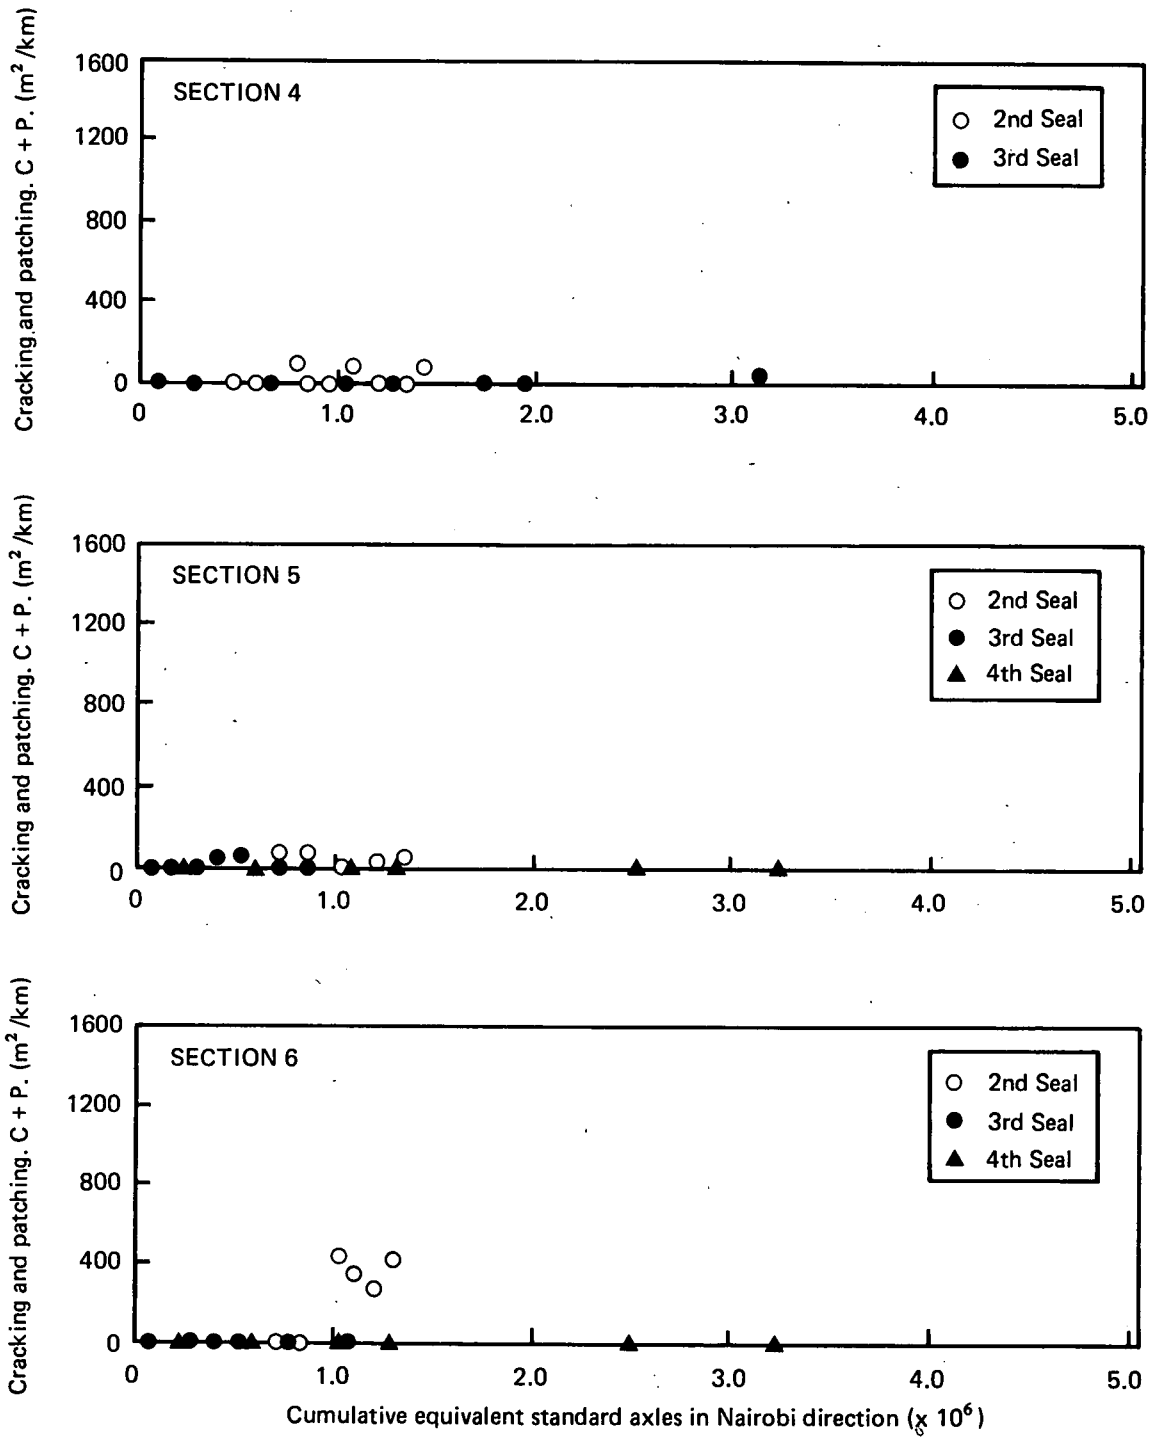 Cracking and patching. C + P. (m²/km)
1600
1200
800
400
0
SECTION 4
2nd Seal
3rd Seal
0 1.0 2.0 3.0 4.0 5.0
Cracking and patching. C + P. (m²/km)
1600
1200
800
400
0
SECTION 5
2nd Seal
3rd Seal
4th Seal
0 1.0 2.0 3.0 4.0 5.0
Cracking and patching. C + P. (m²/km)
1600
1200
800
400
0
SECTION 6
2nd Seal
3rd Seal
4th Seal
0 1.0 2.0 3.0 4.0 5.0
Cumulative equivalent standard axles in Nairobi direction (x 10⁶)